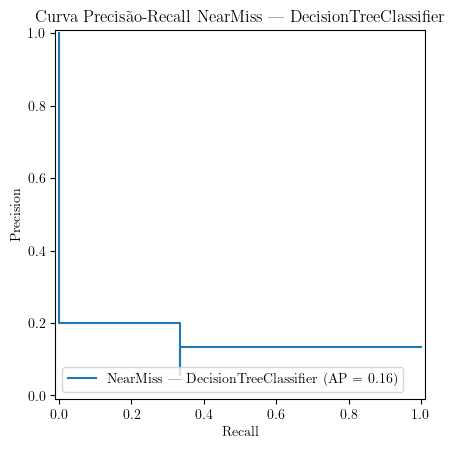 Curva Precisão-Recall NearMiss — DecisionTreeClassifier
1.0
0.8
0.6
0.4
0.2
0.0
Precision
NearMiss — DecisionTreeClassifier (AP = 0.16)
0.0 0.2 0.4 0.6 0.8 1.0
Recall